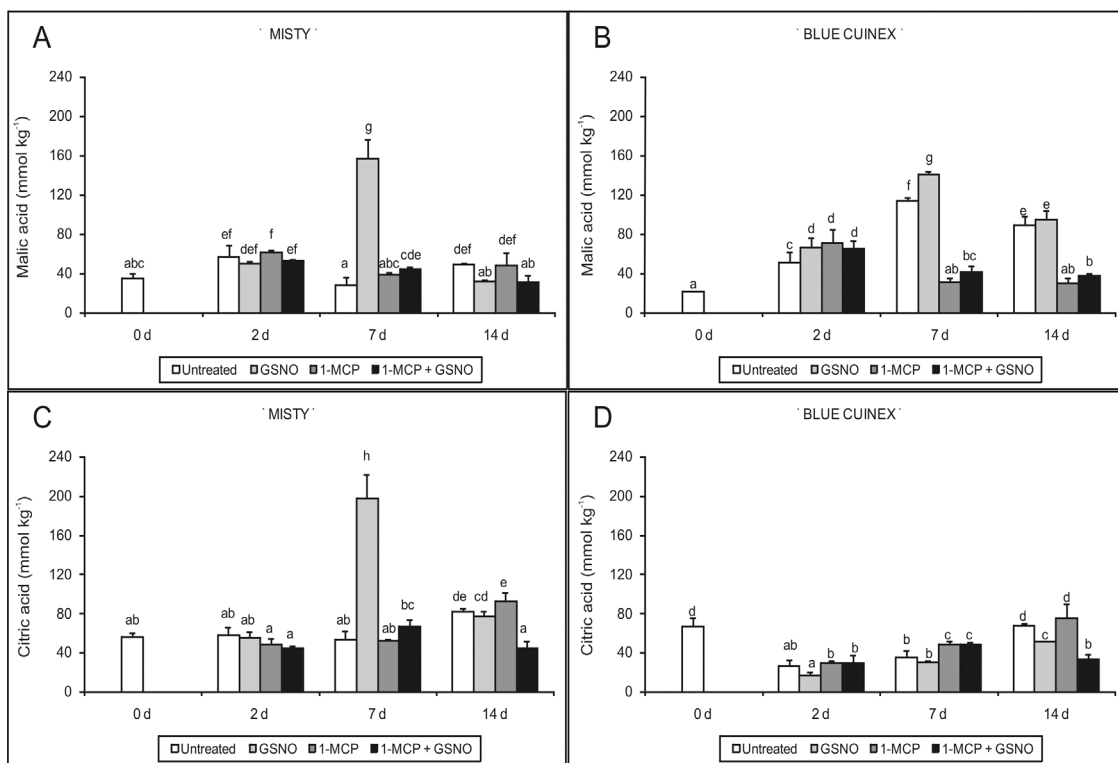 A
` MISTY `
Malic acid (mmol kg-1)
240
200
160
120
80
40
0
abc
ef
def
f
ef
a
g
abc
cde
def
ab
def
ab
0 d
2 d
7 d
14 d
Untreated GSNO 1-MCP 1-MCP + GSNO
B
` BLUE CUINEX `
Malic acid (mmol kg-1)
240
200
160
120
80
40
0
a
c
d
d
d
f
g
ab
bc
e
e
ab
b
0 d
2 d
7 d
14 d
Untreated GSNO 1-MCP 1-MCP + GSNO
C
` MISTY `
Citric acid (mmol kg-1)
240
200
160
120
80
40
0
ab
ab
ab
a
a
ab
h
ab
bc
de
cd
e
a
0 d
2 d
7 d
14 d
Untreated GSNO 1-MCP 1-MCP + GSNO
D
` BLUE CUINEX `
Citric acid (mmol kg-1)
240
200
160
120
80
40
0
d
ab
a
b
b
b
b
c
c
d
c
d
b
0 d
2 d
7 d
14 d
Untreated GSNO 1-MCP 1-MCP + GSNO